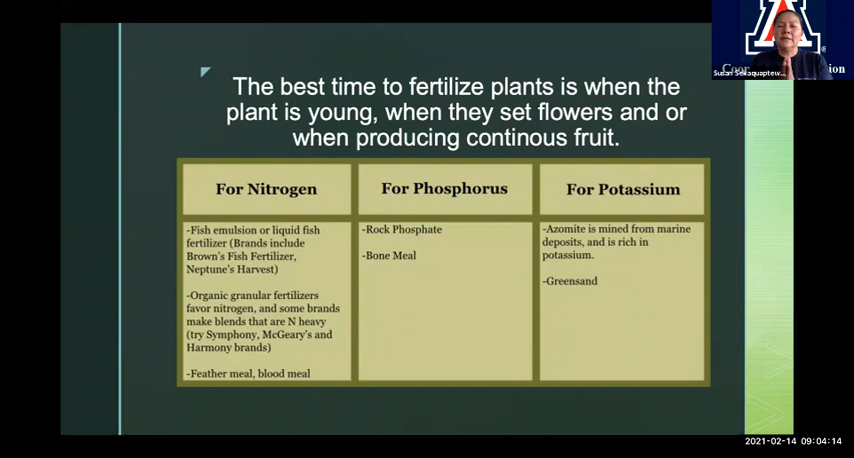 A
The best time to fertilize plants is when the
plant is young, when they set flowers and or
when producing continous fruit.
For Nitrogen
For Phosphorus
For Potassium
-Fish emulsion or liquid fish
fertilizer (Brands include
Brown's Fish Fertilizer,
Neptune's Harvest)
-Organic granular fertilizers
favor nitrogen, and some brands
make blends that are N heavy
(try Symphony, McGeary's and
Harmony brands)
-Feather meal, blood meal
-Rock Phosphate
-Bone Meal
-Azomite is mined from marine
deposits, and is rich in
potassium.
-Greensand
Susan Sekaquaptew...
2021-02-14 09:04:14